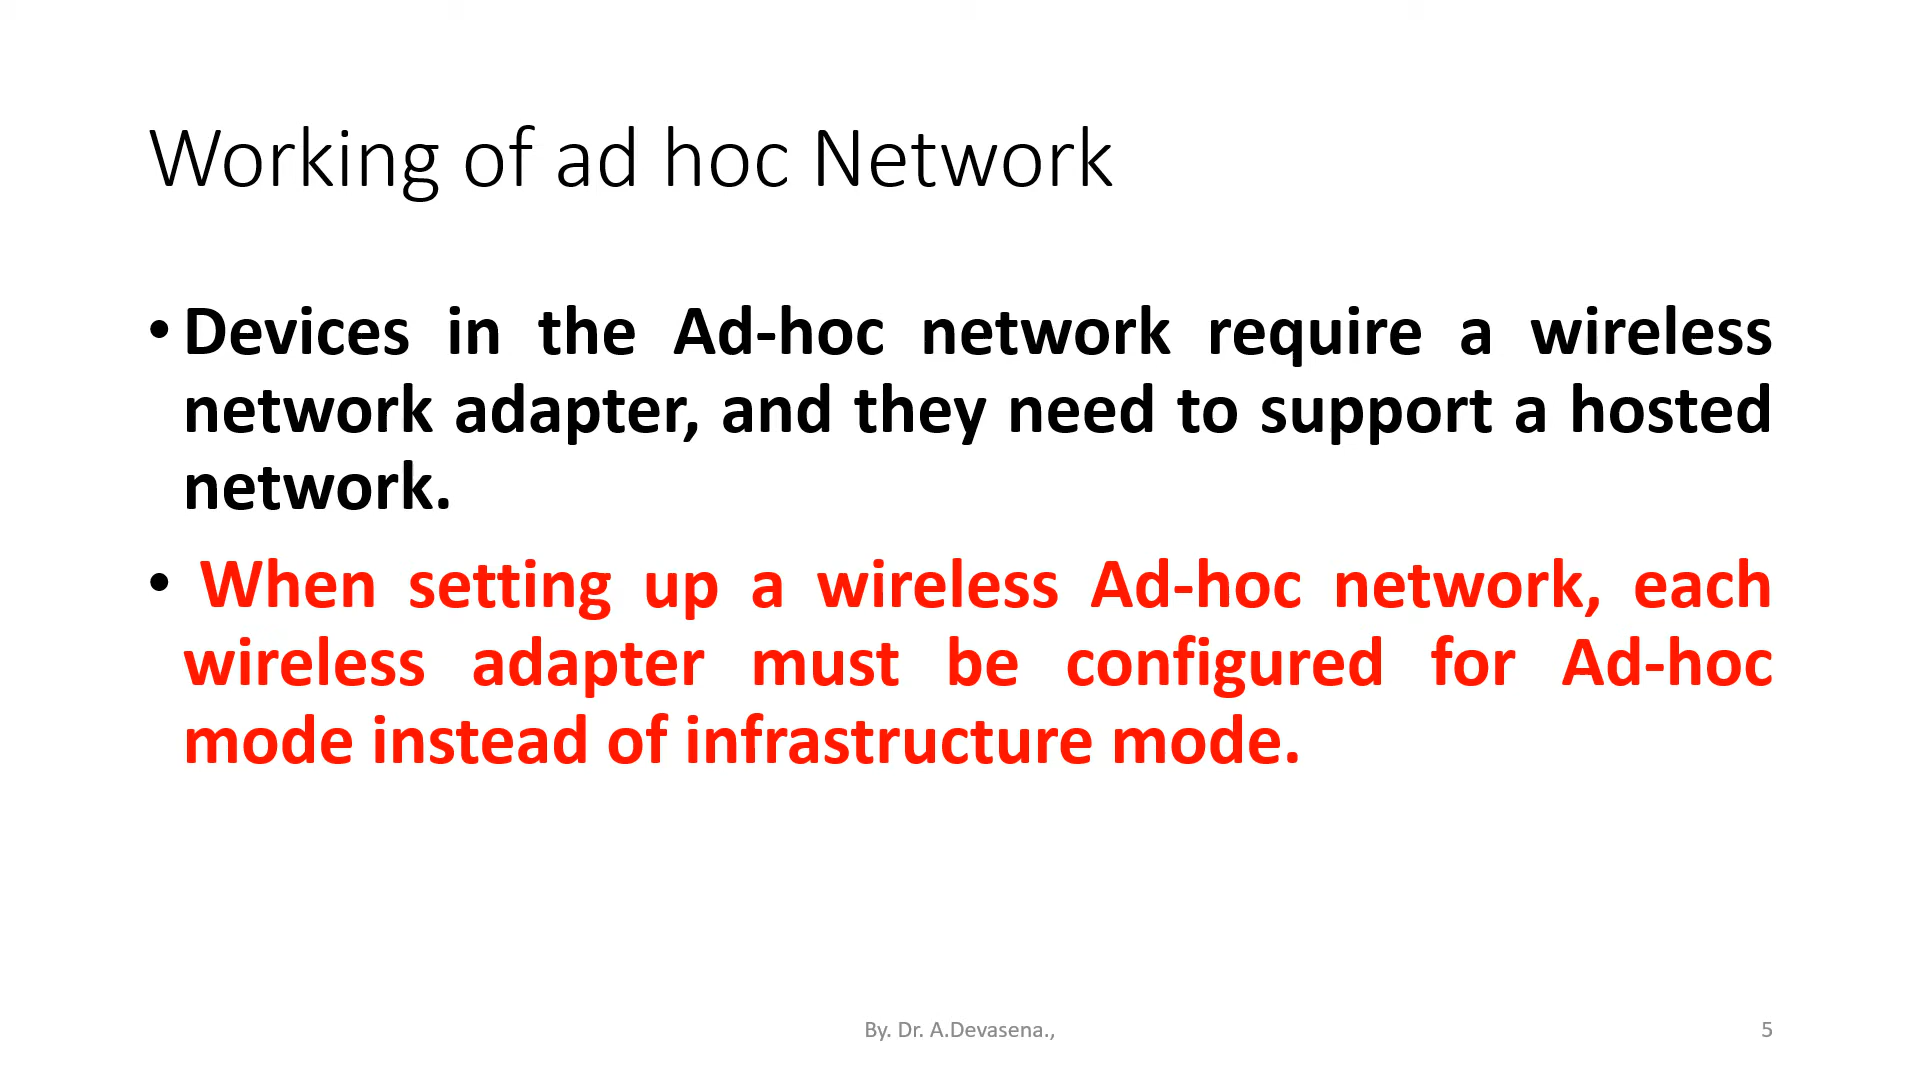 Working of ad hoc Network
• Devices in the Ad-hoc network require a wireless
network adapter, and they need to support a hosted
network.
• When setting up a wireless Ad-hoc network, each
wireless adapter must be configured for Ad-hoc
mode instead of infrastructure mode.
By. Dr. A.Devasena.,
5